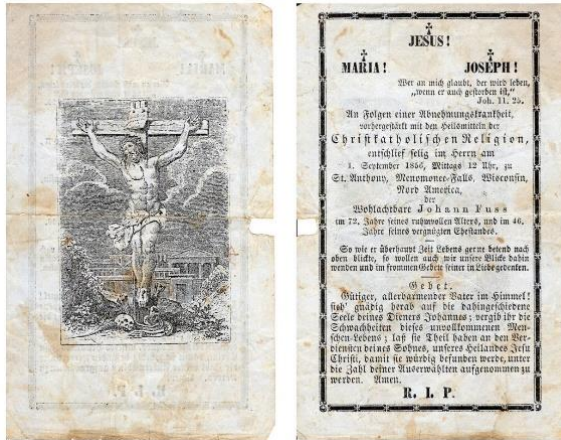 JESUS!
MARIA! JOSEPH!
Wer an mich glaubt, der wird leben,
„wenn er auch gestorben ist,"
Joh. 11. 25.
An Folgen einer Abnehmungskrankheit,
vorhergestärkt mit den Heilsmitteln der
Christkatholischen Religion,
entschlief selig im Herrn am
1. September 1856, Mittags 12 Uhr, zu
St. Anthony, Menomonee-Falls, Wisconsin,
Nord America,
der
Wohlachtbare Johann Fuss
im 72. Jahre seines ruhmvollen Alters, und im 46.
Jahre seines vergnügten Ehestandes.
So wie er überhaupt Zeit Lebens gerne betend nach
oben blickte, so wollen auch wir unsere Blicke dahin
wenden und im frommen Gebete seiner in Liebe gedenken.
Gebet.
Gütiger, allerbarmender Vater im Himmel!
sieh' gnädig herab auf die dahingeschiedene
Seele deines Dieners Johannus; vergib ihr die
Schwachheiten dieses unvollkommenen Men-
schen-Lebens; laß sie Theil haben an den Ver-
diensten deines Sohnes, unseres Heilandes Jesu
Christi, damit sie würdig befunden werde, unter
die Zahl deiner Auserwählten aufgenommen zu
werden. Amen.
R. I. P.